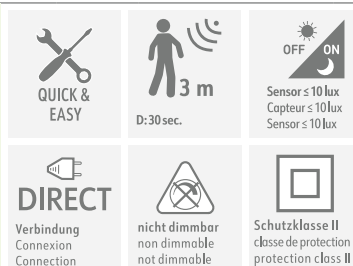 QUICK &
EASY
3 m
D: 30 sec.
OFF
ON
Sensor ≤ 10 lux
Capteur ≤ 10 lux
Sensor ≤ 10 lux
DIRECT
Verbindung
Connexion
Connection
nicht dimmbar
non dimmable
not dimmable
Schutzklasse II
classe de protection
protection class II